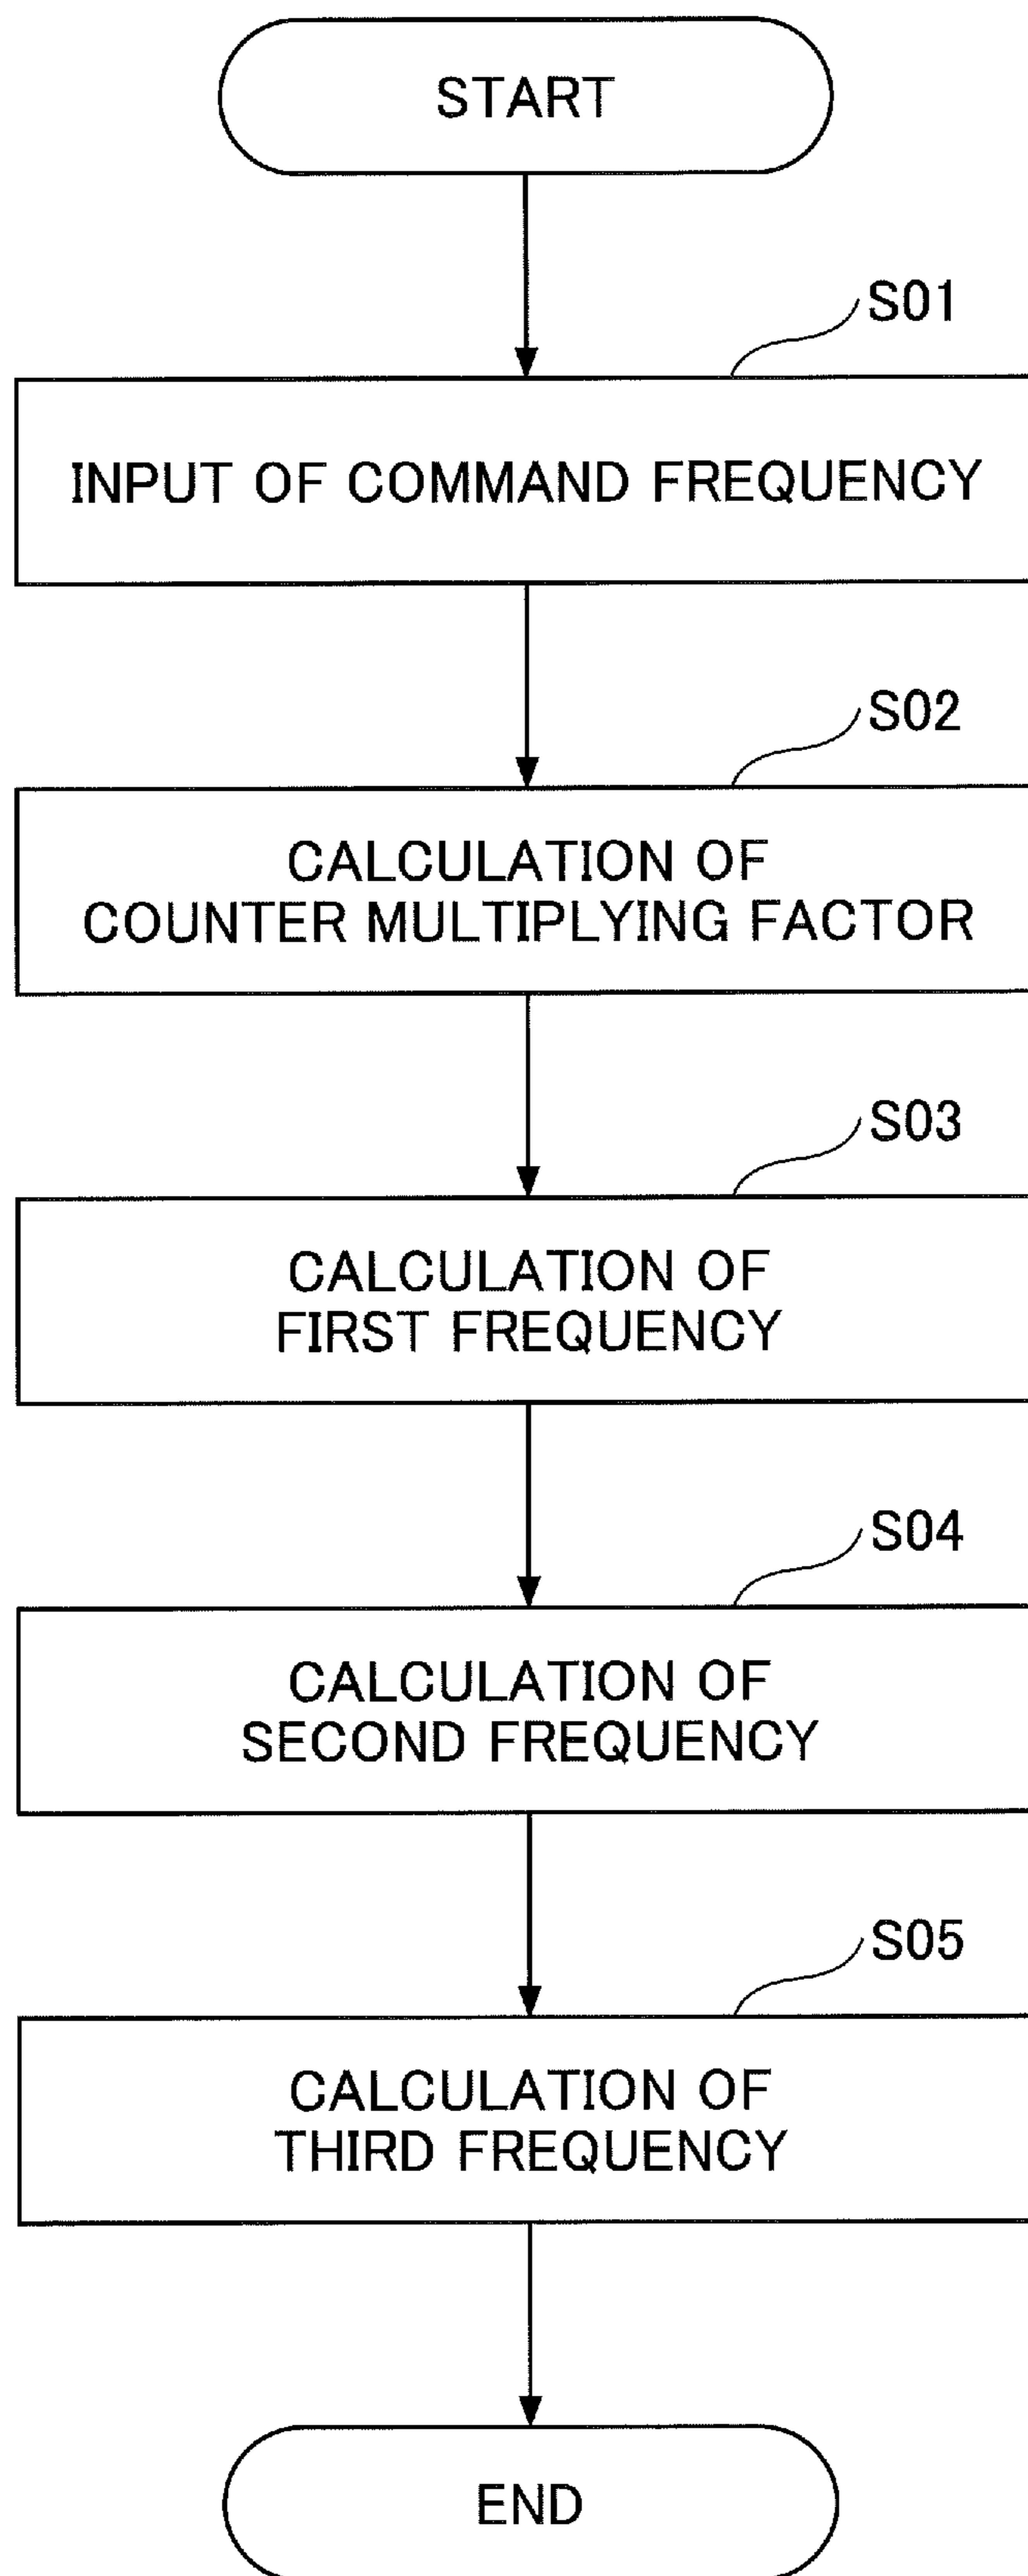 START
S01
INPUT OF COMMAND FREQUENCY
S02
CALCULATION OF
COUNTER MULTIPLYING FACTOR
S03
CALCULATION OF
FIRST FREQUENCY
S04
CALCULATION OF
SECOND FREQUENCY
S05
CALCULATION OF
THIRD FREQUENCY
END